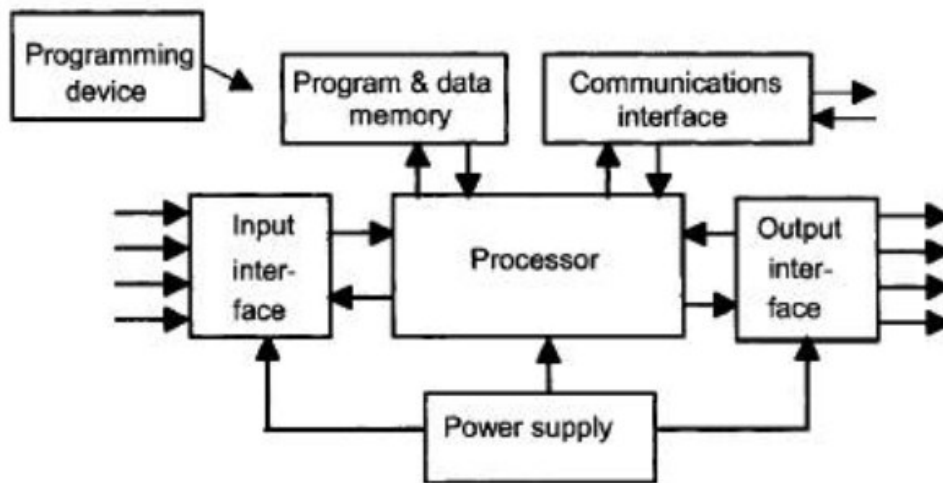 Programming
device
Program & data
memory
Communications
interface
Input
inter-
face
Processor
Output
inter-
face
Power supply